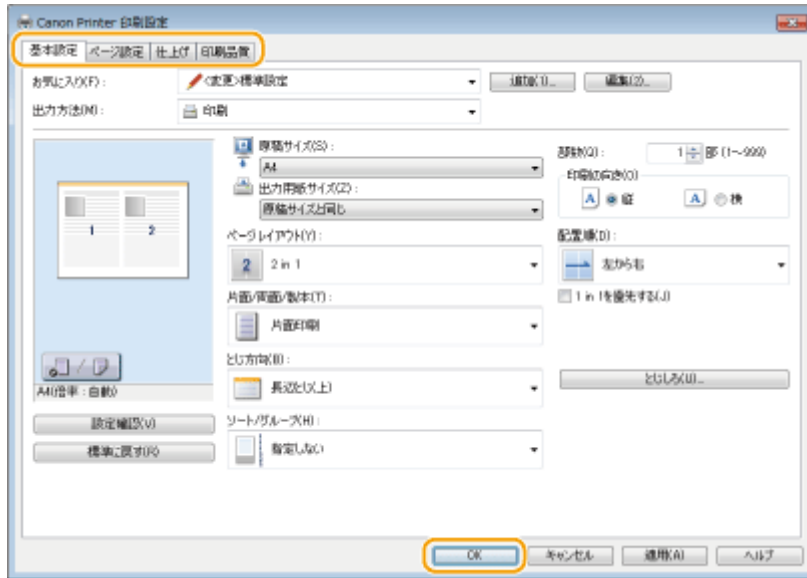 Canon Printer 印刷設定
基本設定 ページ設定 仕上げ 印刷品質
お気に入り(F): <変更>標準設定 追加(1)... 編集(2)...
出力方法(M): 印刷
原稿サイズ(S):
A4
部数(Q): 1 部 (1～999)
出力用紙サイズ(Z):
原稿サイズと同じ
印刷の向き(O)
A 縦 A 横
1 2
ページレイアウト(Y):
2 2 in 1
配置順(D):
左から右
片面/両面/製本(T):
片面印刷
1 in 1を優先する(J)
とじ方向(B):
長辺とじ(上)
とじしろ(U)...
A4(倍率:自動)
設定確認(V)
ソート/グループ(H):
指定しない
標準に戻す(R)
OK キャンセル 適用(A) ヘルプ